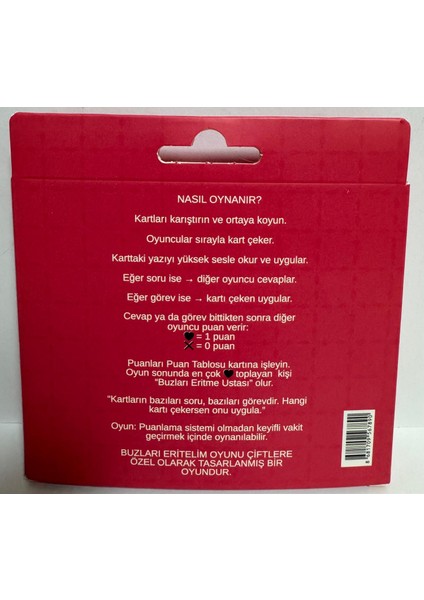 NASIL OYNANIR?
Kartları karıştırın ve ortaya koyun.
Oyuncular sırayla kart çeker.
Karttaki yazıyı yüksek sesle okur ve uygular.
Eğer soru ise → diğer oyuncu cevaplar.
Eğer görev ise → kartı çeken uygular.
Cevap ya da görev bittikten sonra diğer
oyuncu puan verir:
♥ = 1 puan
✕ = 0 puan
Puanları Puan Tablosu kartına işleyin.
Oyun sonunda en çok ♥ toplayan kişi
“Buzları Eritme Ustası” olur.
“Kartların bazıları soru, bazıları görevdir. Hangi
kartı çekersen onu uygula.”
Oyun: Puanlama sistemi olmadan keyifli vakit
geçirmek içinde oynanılabilir.
BUZLARI ERİTELİM OYUNU ÇİFTLERE
ÖZEL OLARAK TASARLANMIŞ BİR
OYUNDUR.